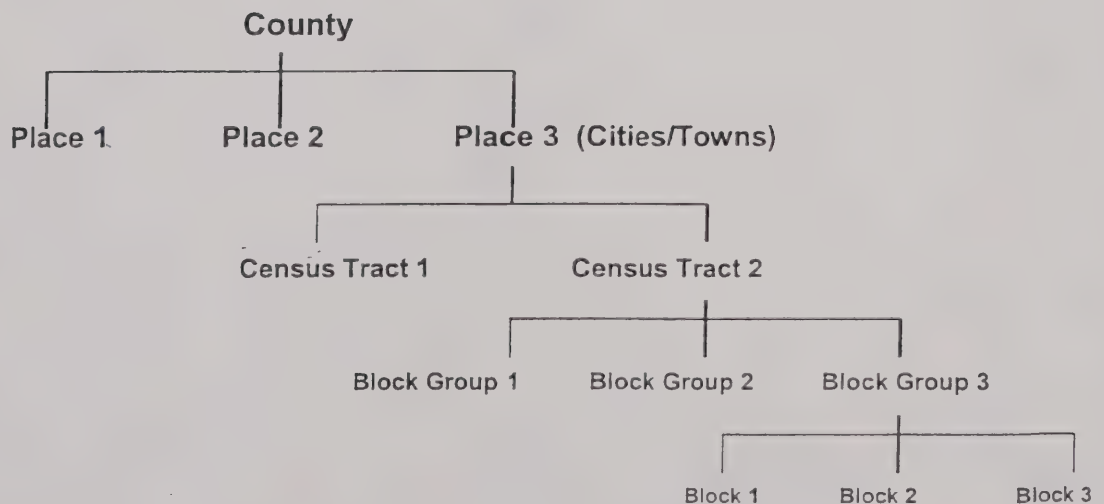 County
Place 1 Place 2 Place 3 (Cities/Towns)
Census Tract 1 Census Tract 2
Block Group 1 Block Group 2 Block Group 3
Block 1 Block 2 Block 3